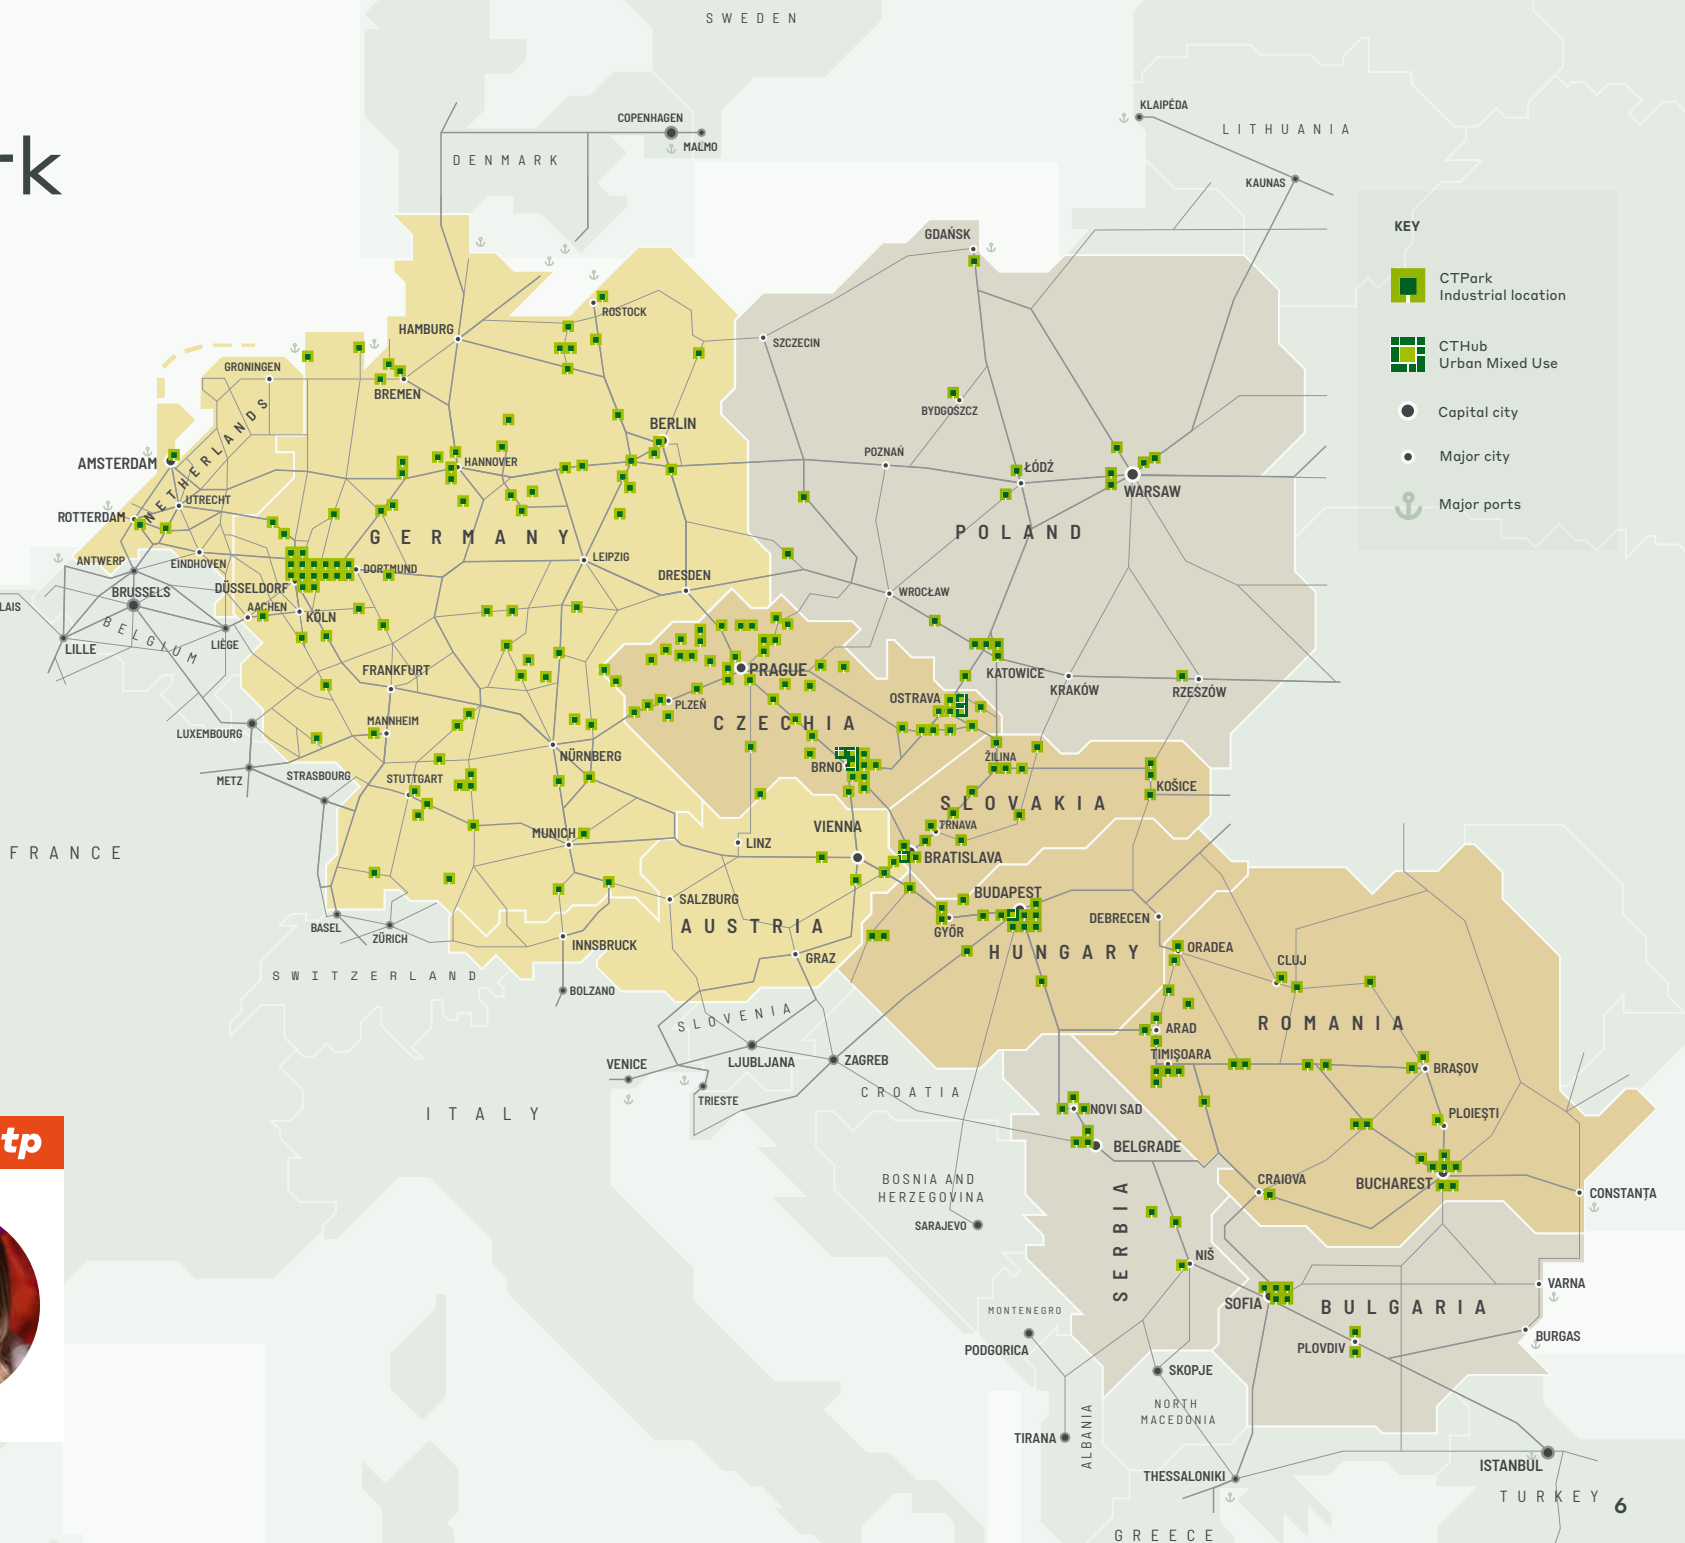 rk
SWEDEN
COPENHAGEN
MALMO
DENMARK
KLAIPÉDA
LITHUANIA
KAUNAS
KEY
CTPark
Industrial location
CTHub
Urban Mixed Use
Capital city
Major city
Major ports
GDAŃSK
ROSTOCK
HAMBURG
SZCZECIN
GRONINGEN
BREMEN
BYDGOSZCZ
BERLIN
NETHERLANDS
AMSTERDAM
HANNOVER
POZNAŃ
ŁÓDŹ
WARSAW
UTRECHT
ROTTERDAM
GERMANY
POLAND
ANTWERP
EINDHOVEN
DORTMUND
LEIPZIG
DRESDEN
BRUSSELS
DÜSSELDORF
WROCŁAW
LAIS
AACHEN
KÖLN
BELGIUM
LILLE
LIÈGE
FRANKFURT
PRAGUE
KATOWICE
KRAKÓW
RZESZÓW
OSTRAVA
PLZEŇ
CZECHIA
LUXEMBOURG
MANNHEIM
NÜRNBERG
ŽILINA
BRNO
METZ
STRASBOURG
STUTTGART
KOŠICE
SLOVAKIA
VIENNA
TRNAVA
MUNICH
LINZ
FRANCE
BRATISLAVA
SALZBURG
BUDAPEST
DEBRECEN
BASEL
ZÜRICH
AUSTRIA
GYÖR
INNSBRUCK
GRAZ
HUNGARY
ORADEA
CLUJ
SWITZERLAND
BOLZANO
SLOVENIA
ROMANIA
ARAD
TIMIŞOARA
VENICE
LJUBLJANA
ZAGREB
BRAŞOV
TRIESTE
CROATIA
NOVI SAD
PLOIEŞTI
ITALY
tp
BELGRADE
BOSNIA AND
HERZEGOVINA
CRAIOVA
BUCHAREST
CONSTANȚA
SARAJEVO
SERBIA
NIŠ
VARNA
SOFIA
BULGARIA
MONTENEGRO
BURGAS
PODGORICA
PLOVDIV
SKOPJE
NORTH
MACEDONIA
TIRANA
ALBANIA
THESSALONIKI
ISTANBUL
TURKEY
6
GREECE